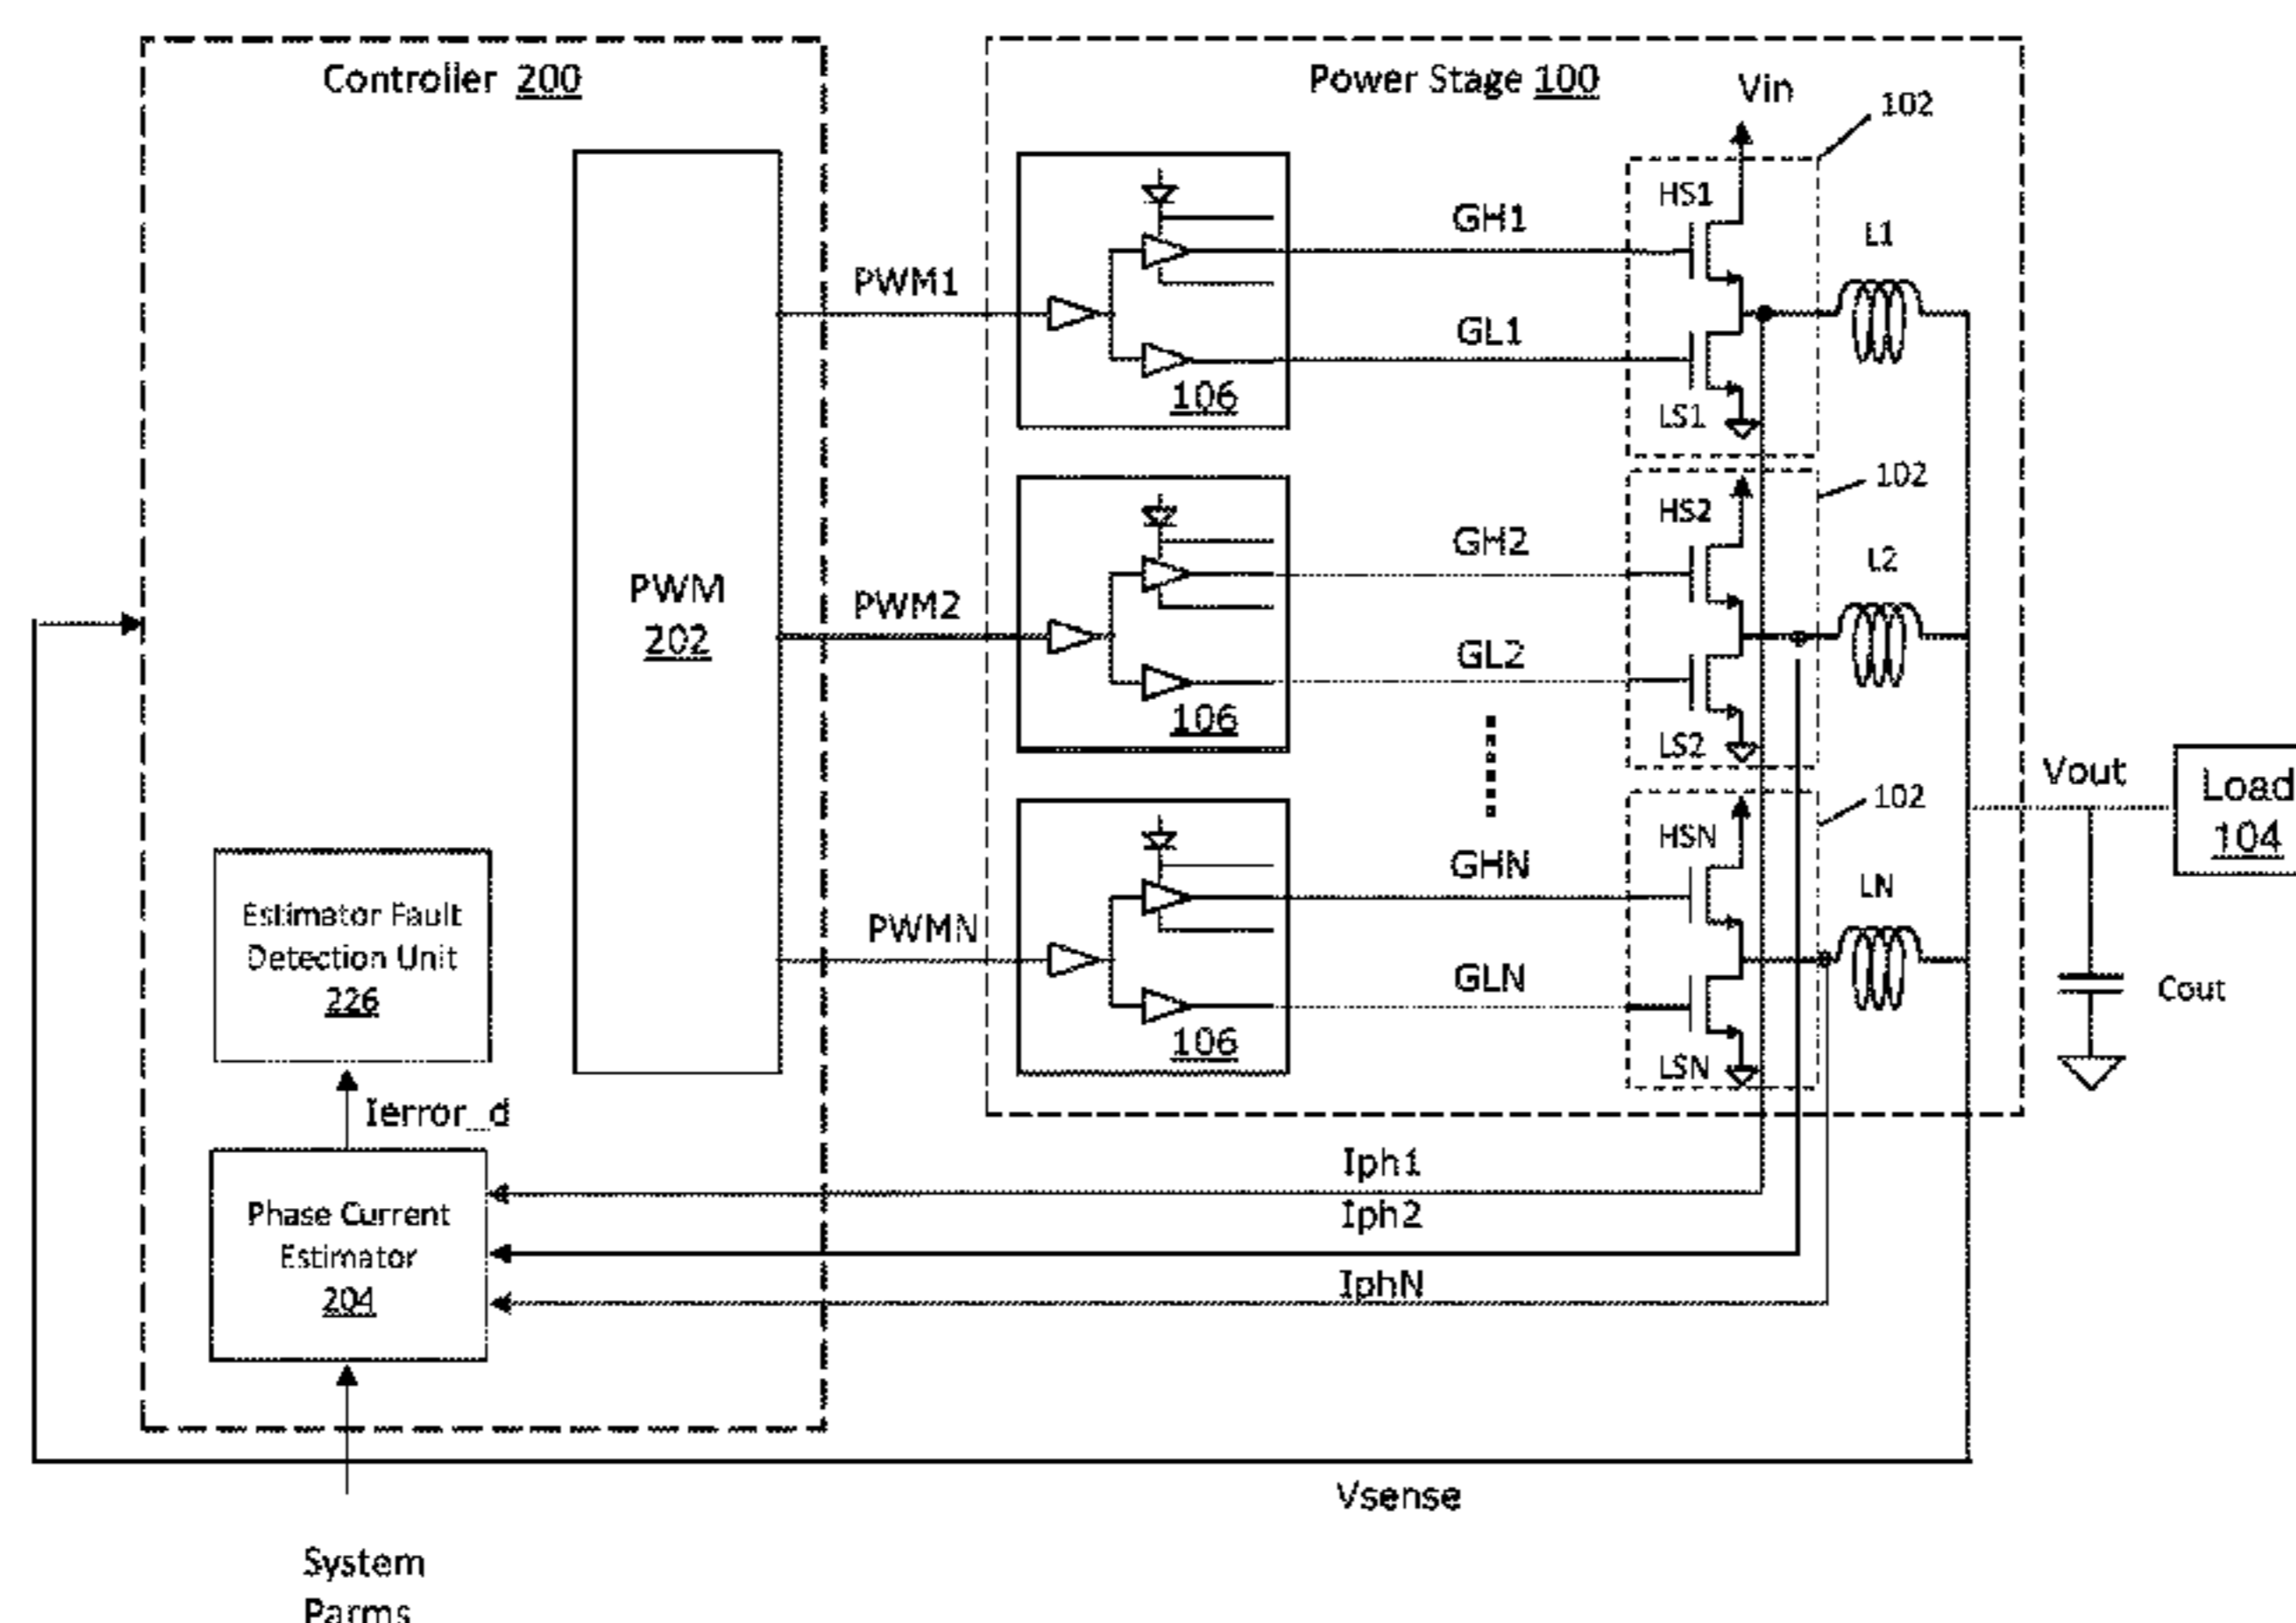 Controller 200
Power Stage 100
Vin
102
HS1
L1
GH1
PWM1
GL1
106
LS1
102
HS2
L2
GH2
PWM
202
PWM2
GL2
106
LS2
Vout
Load
104
102
HSN
LN
GHN
Estimator Fault
Detection Unit
226
PWMN
GLN
106
LSN
Cout
Ierror_d
Iph1
Phase Current
Estimator
204
Iph2
IphN
Vsense
System
Parms